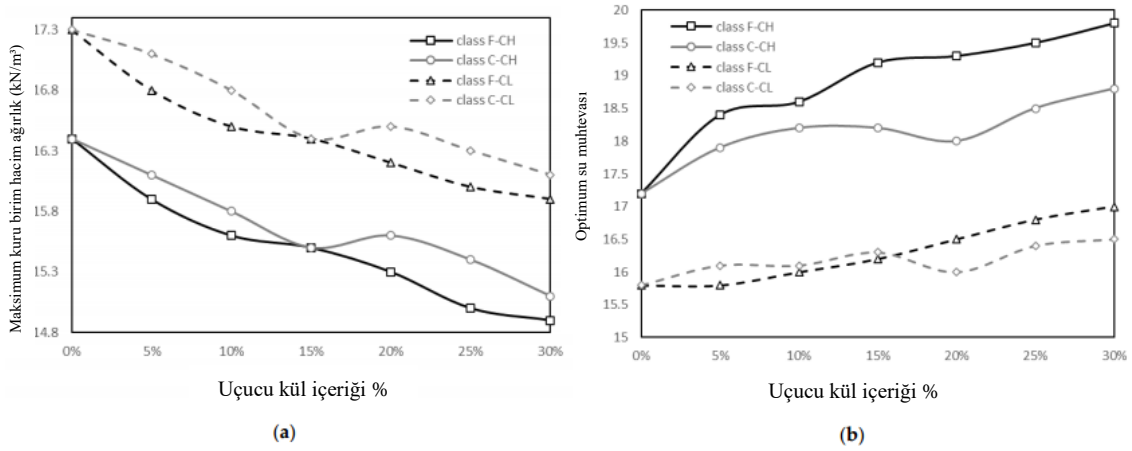 Maksimum kuru birim hacim ağırlık (kN/m³)
17.3
16.8
16.3
15.8
15.3
14.8
0%
5%
10%
15%
20%
25%
30%
class F-CH
class C-CH
class F-CL
class C-CL
Uçucu kül içeriği %
(a)
Optimum su muhtevası
20
19.5
19
18.5
18
17.5
17
16.5
16
15.5
15
0%
5%
10%
15%
20%
25%
30%
class F-CH
class C-CH
class F-CL
class C-CL
Uçucu kül içeriği %
(b)